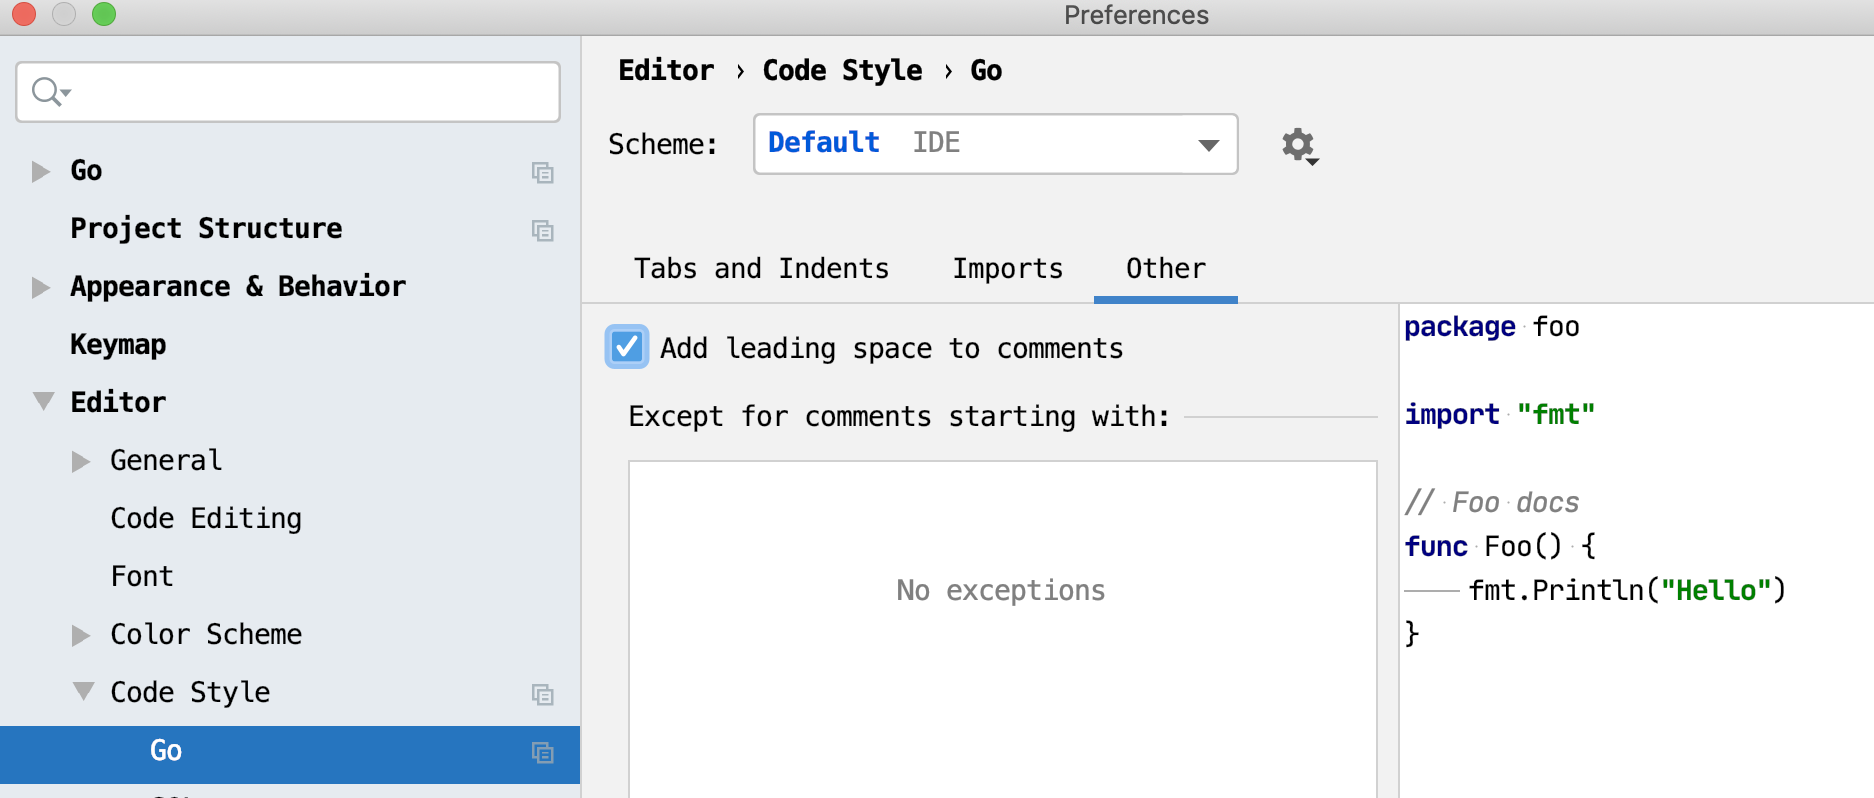 Preferences
Go
Project Structure
Appearance & Behavior
Keymap
Editor
General
Code Editing
Font
Color Scheme
Code Style
Go
Editor › Code Style › Go
Scheme: Default IDE
Tabs and Indents Imports Other
Add leading space to comments
Except for comments starting with:
No exceptions
package foo
import "fmt"
// Foo docs
func Foo() {
fmt.Println("Hello")
}